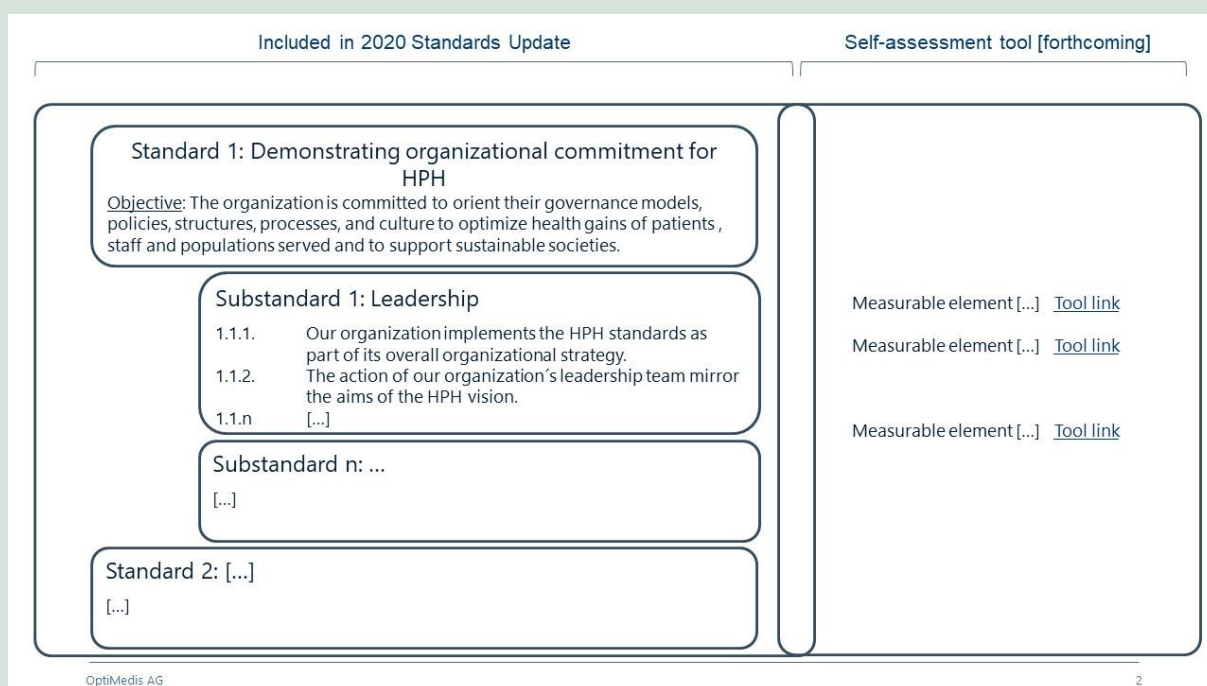 Included in 2020 Standards Update
Self-assessment tool [forthcoming]
Standard 1: Demonstrating organizational commitment for
HPH
Objective: The organization is committed to orient their governance models,
policies, structures, processes, and culture to optimize health gains of patients ,
staff and populations served and to support sustainable societies.
Substandard 1: Leadership
1.1.1. Our organization implements the HPH standards as
part of its overall organizational strategy.
1.1.2. The action of our organization´s leadership team mirror
the aims of the HPH vision.
1.1.n […]
Substandard n: …
[…]
Standard 2: […]
[…]
Measurable element […] Tool link
Measurable element […] Tool link
Measurable element […] Tool link
OptiMedis AG
2